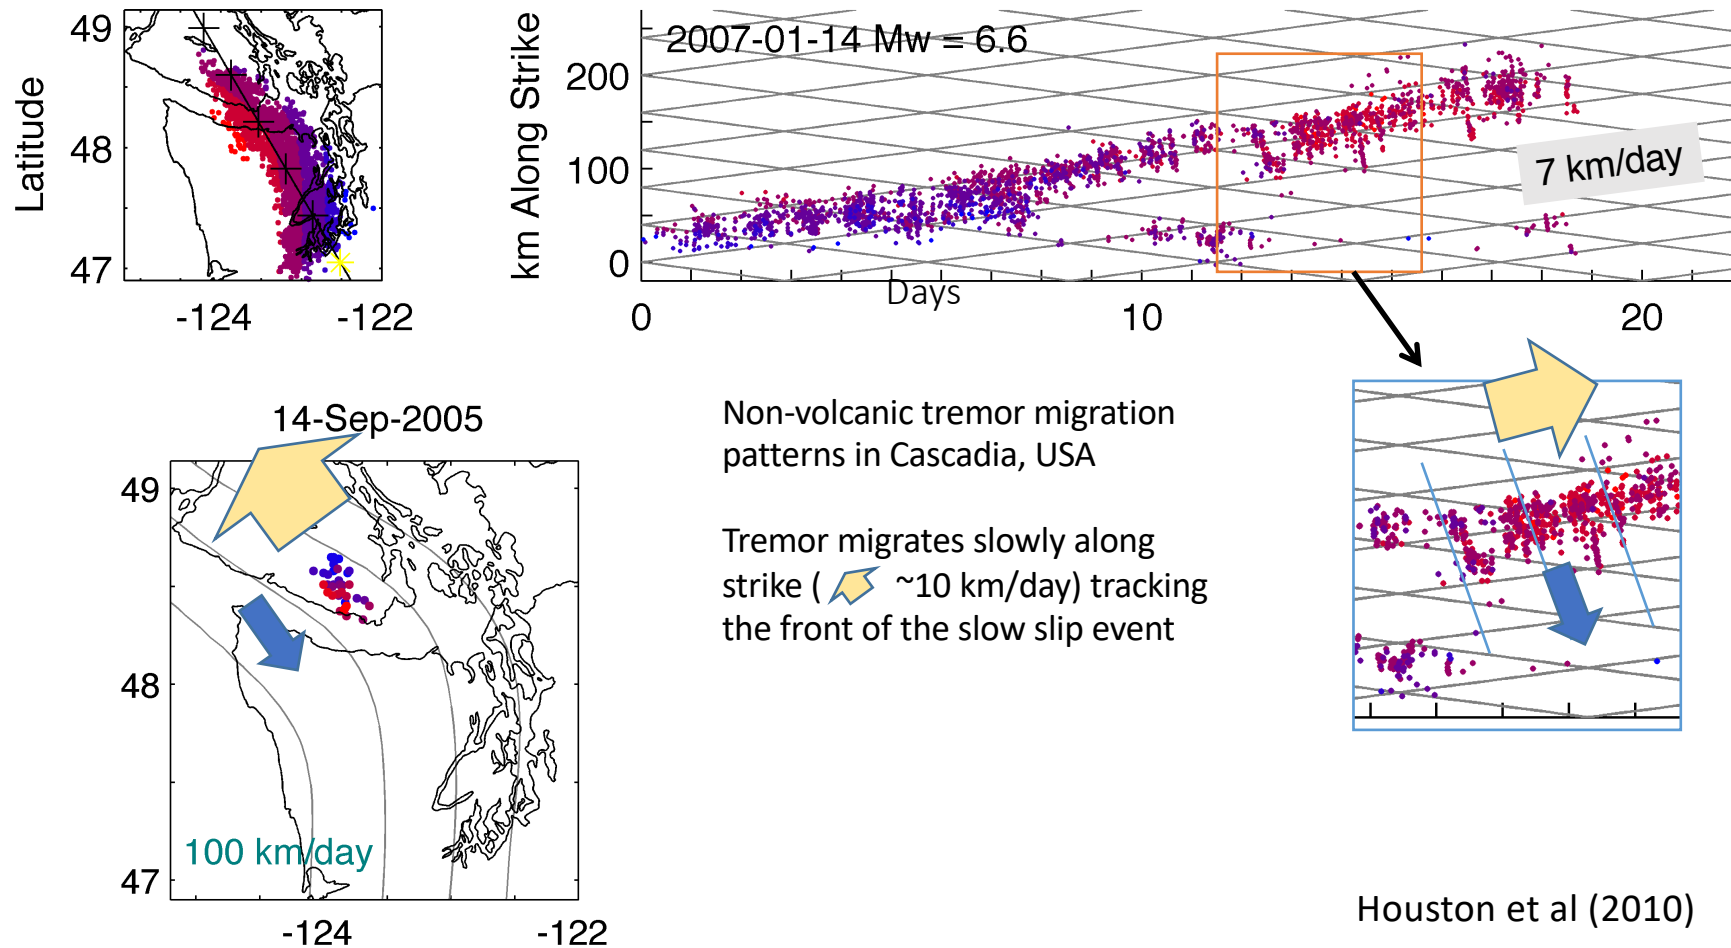 49
48
47
Latitude
-124
-122
km Along Strike
200
100
0
2007-01-14 Mw = 6.6
7 km/day
Days
0
10
20
14-Sep-2005
49
48
47
100 km/day
-124
-122
Non-volcanic tremor migration
patterns in Cascadia, USA
Tremor migrates slowly along
strike ( ~10 km/day) tracking
the front of the slow slip event
Houston et al (2010)